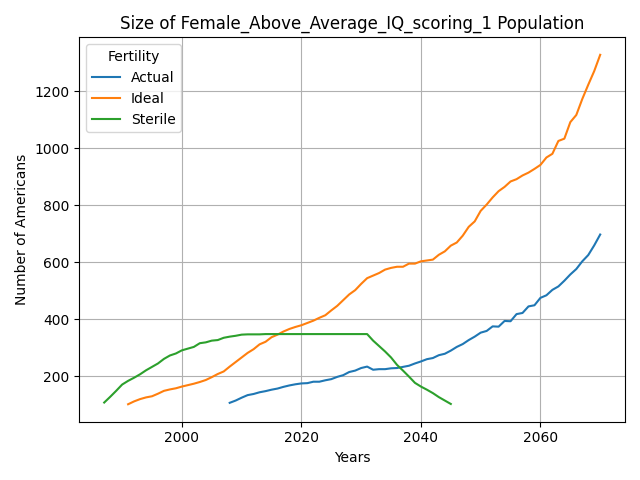 Size of Female_Above_Average_IQ_scoring_1 Population
Fertility
Actual
Ideal
Sterile
Number of Americans
1200
1000
800
600
400
200
2000
2020
2040
2060
Years